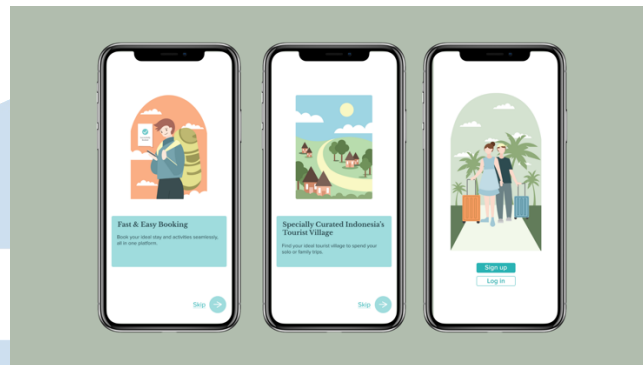 Fast & Easy Booking
Book your ideal stay and activities seamlessly,
all in one platform.
Skip
Specially Curated Indonesia's
Tourist Village
Find your ideal tourist village to spend your
solo or family trips.
Skip
Sign up
Log in